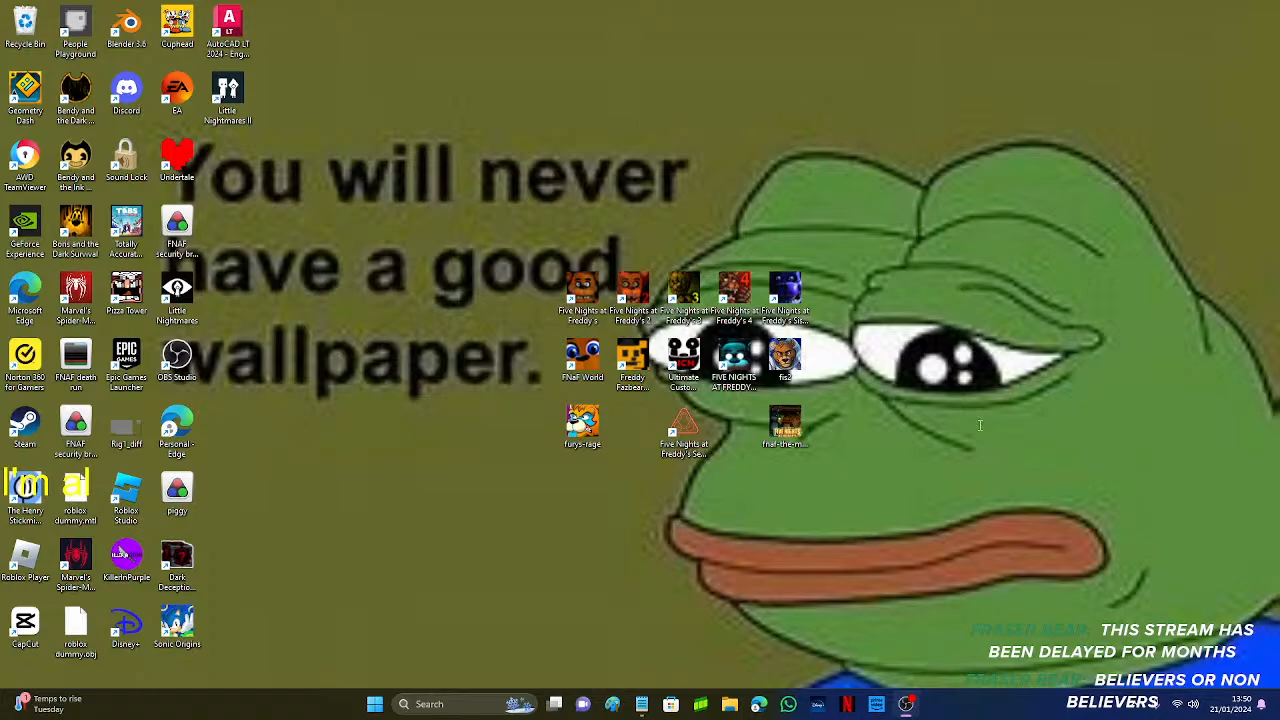 You will never
have a good
wallpaper.
Recycle Bin
People
Playground
Blender 3.6
Cuphead
AutoCAD LT
2024 - Eng...
Geometry
Dash
Bendy and
the Dark ...
Discord
EA
Little
Nightmares II
AWD
TeamViewer
Bendy and
the Ink ...
Sound Lock
Undertale
GeForce
Boris and the
Dark Survival
Totally
Accurat...
FNAF
security br...
Microsoft
Edge
Marvel's
Spider-M...
Pizza Tower
Little
Nightmares
Norton 360
for Gamers
FNAF death
run
Epic Games
Launcher
OBS Studio
Steam
FNAF
security br...
Rig1_diff
Personal -
Edge
The Henry
Stickmi...
roblox
dummy.mtl
Roblox
Studio
piggy
Roblox Player
Marvel's
Spider-M...
KillerInPurple
Dark
Deceptio...
CapCut
roblox
dummy.obj
Disney+
Sonic Origins
Five Nights at
Freddy's
Five Nights at
Freddy's 2
Five Nights at
Freddy's 3
Five Nights at
Freddy's 4
Five Nights at
Freddy's Sis...
FNaF World
Freddy
Fazbear...
Ultimate
Custo...
FIVE NIGHTS
AT FREDDY...
fis2
furys-rage
Five Nights at
Freddy's Se...
fnaf-the-m...
FRASER BEAR: THIS STREAM HAS
BEEN DELAYED FOR MONTHS
FRASER BEAR: BELIEVERS OR NON
BELIEVERS
Temps to rise
Tuesday
Search
13:50
21/01/2024